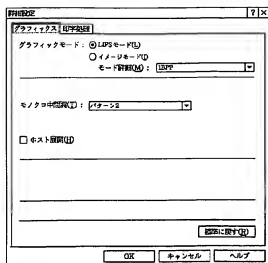 詳細設定
グラフィックス 印字処理
グラフィックモード: LIPSモード(L)
イメージモード(I)
モード詳細(M):
モノクロ中間調(T): パターン2
ホスト展開(H)
標準に戻す(R)
OK キャンセル ヘルプ